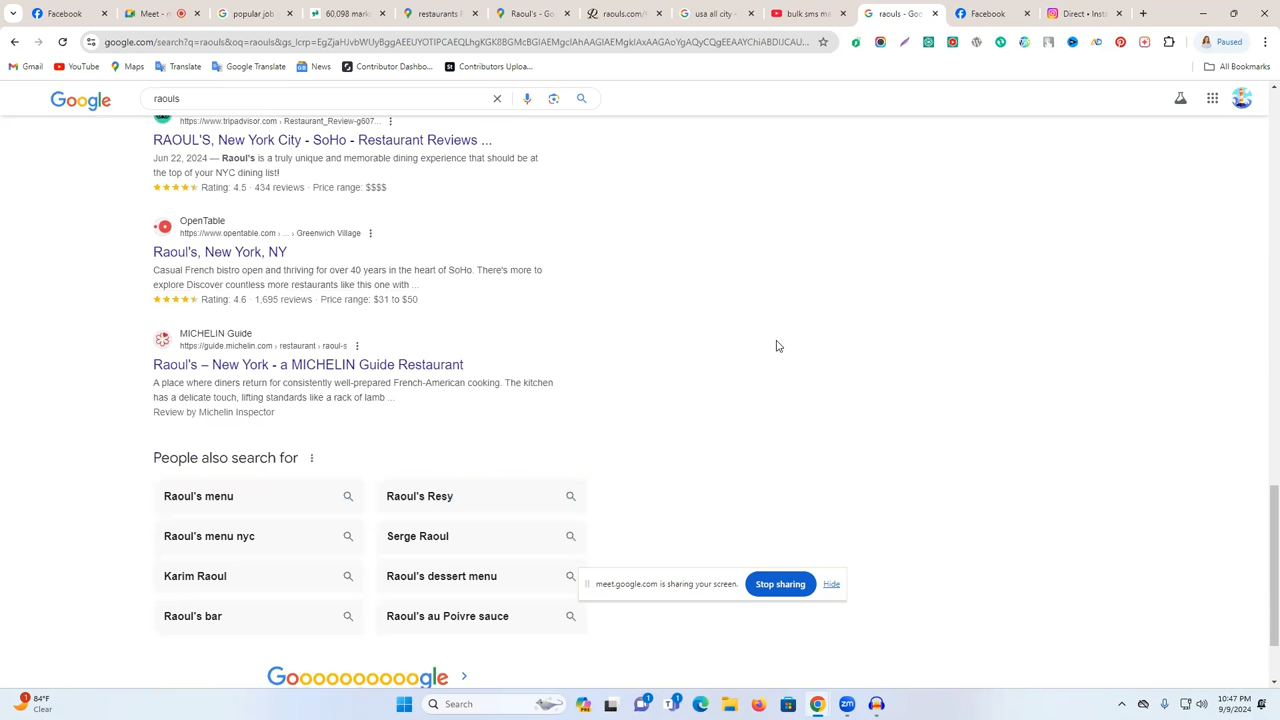 Facebook
Inbox (1
60,098 mark
restaurants
Raoul's - Go
raouls.com/
usa all city
bulk sms ma
raouls - Goo
Facebook
Direct • Inst
google.com/search?q=raouls&oq=raouls&gs_lcrp=EgZjaHJvbWUyBggAEEUYOTIPCAEQLhgKGK8BGMcBGIAEMgkIAxAAGAoYgAQyCQgEEAAYChiABDIJCAU...
Paused
Gmail
YouTube
Maps
Translate
Google Translate
News
Contributor Dashbo...
Contributors Uploa...
All Bookmarks
Google
raouls
https://www.tripadvisor.com › Restaurant_Review-g607...
RAOUL'S, New York City - SoHo - Restaurant Reviews ...
Jun 22, 2024 — Raoul's is a truly unique and memorable dining experience that should be at
the top of your NYC dining list!
Rating: 4.5 · 434 reviews · Price range: $$$$
OpenTable
https://www.opentable.com › ... › Greenwich Village
Raoul's, New York, NY
Casual French bistro open and thriving for over 40 years in the heart of SoHo. There's more to
explore Discover countless more restaurants like this one with ...
Rating: 4.6 · 1,695 reviews · Price range: $31 to $50
MICHELIN Guide
https://guide.michelin.com › restaurant › raoul-s
Raoul's – New York - a MICHELIN Guide Restaurant
A place where diners return for consistently well-prepared French-American cooking. The kitchen
has a delicate touch, lifting standards like a rack of lamb ...
Review by Michelin Inspector
People also search for
Raoul's menu
Raoul's Resy
Raoul's menu nyc
Serge Raoul
Karim Raoul
Raoul's dessert menu
meet.google.com is sharing your screen.
Stop sharing
Hide
Raoul's bar
Raoul's au Poivre sauce
Goooooooooogle
84°F
Clear
Search
10:47 PM
9/9/2024